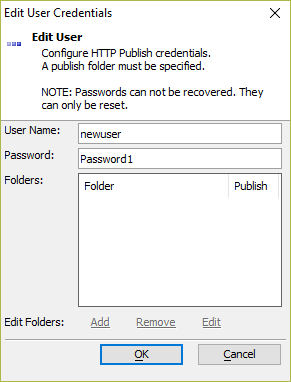 Edit User Credentials
Edit User
Configure HTTP Publish credentials.
A publish folder must be specified.
NOTE: Passwords can not be recovered. They
can only be reset.
User Name: newuser
Password: Password1
Folders: Folder Publish
Edit Folders: Add Remove Edit
OK Cancel